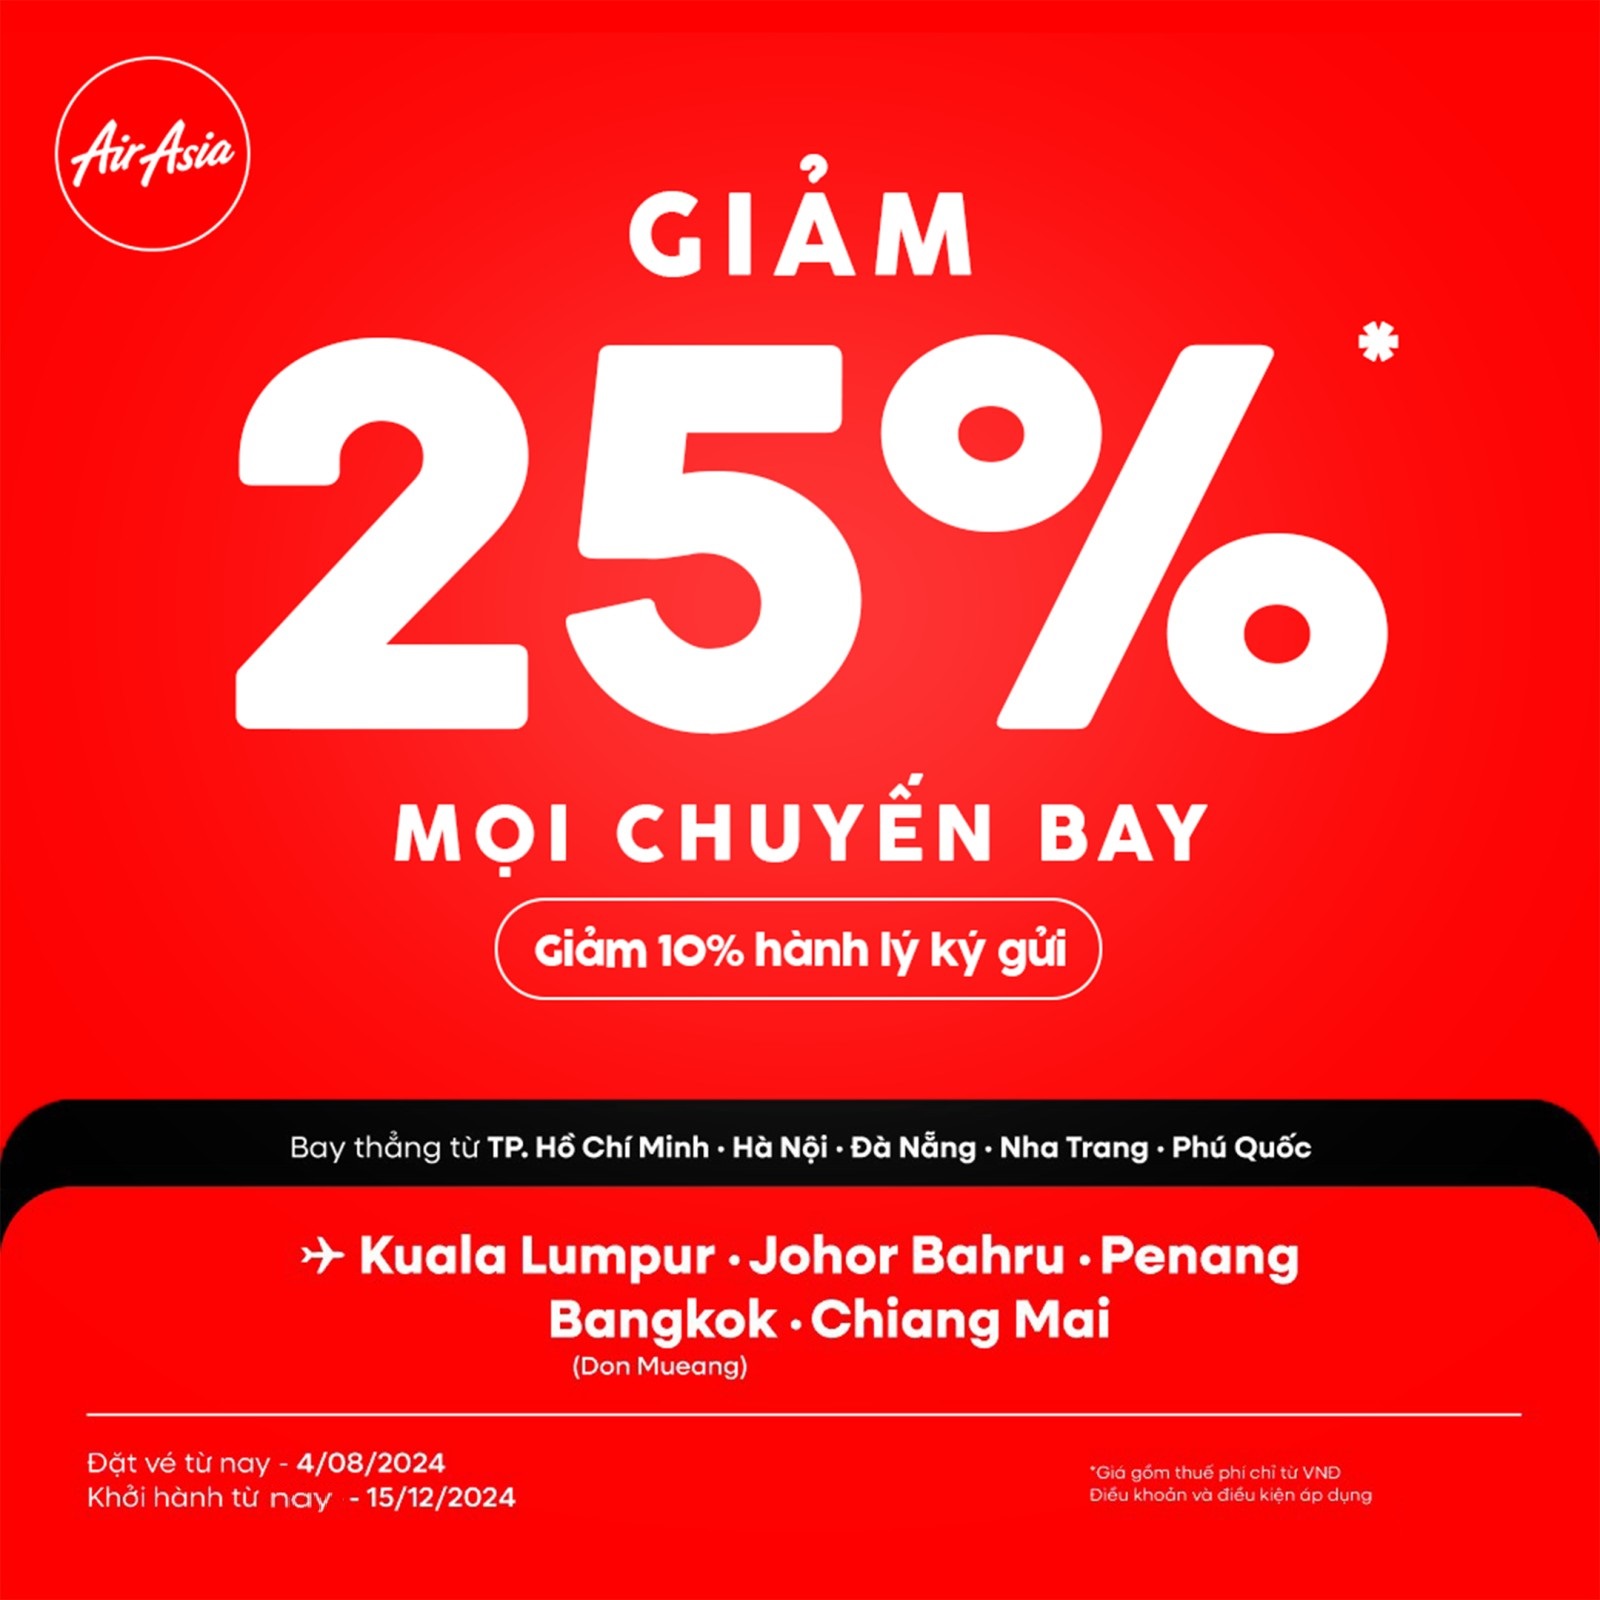 AirAsia
GIẢM
25%*
MỌI CHUYẾN BAY
Giảm 10% hành lý ký gửi
Bay thẳng từ TP. Hồ Chí Minh · Hà Nội · Đà Nẵng · Nha Trang · Phú Quốc
Kuala Lumpur · Johor Bahru · Penang
Bangkok · Chiang Mai
(Don Mueang)
Đặt vé từ nay - 4/08/2024
Khởi hành từ nay - 15/12/2024
*Giá gồm thuế phí chỉ từ VNĐ
Điều khoản và điều kiện áp dụng